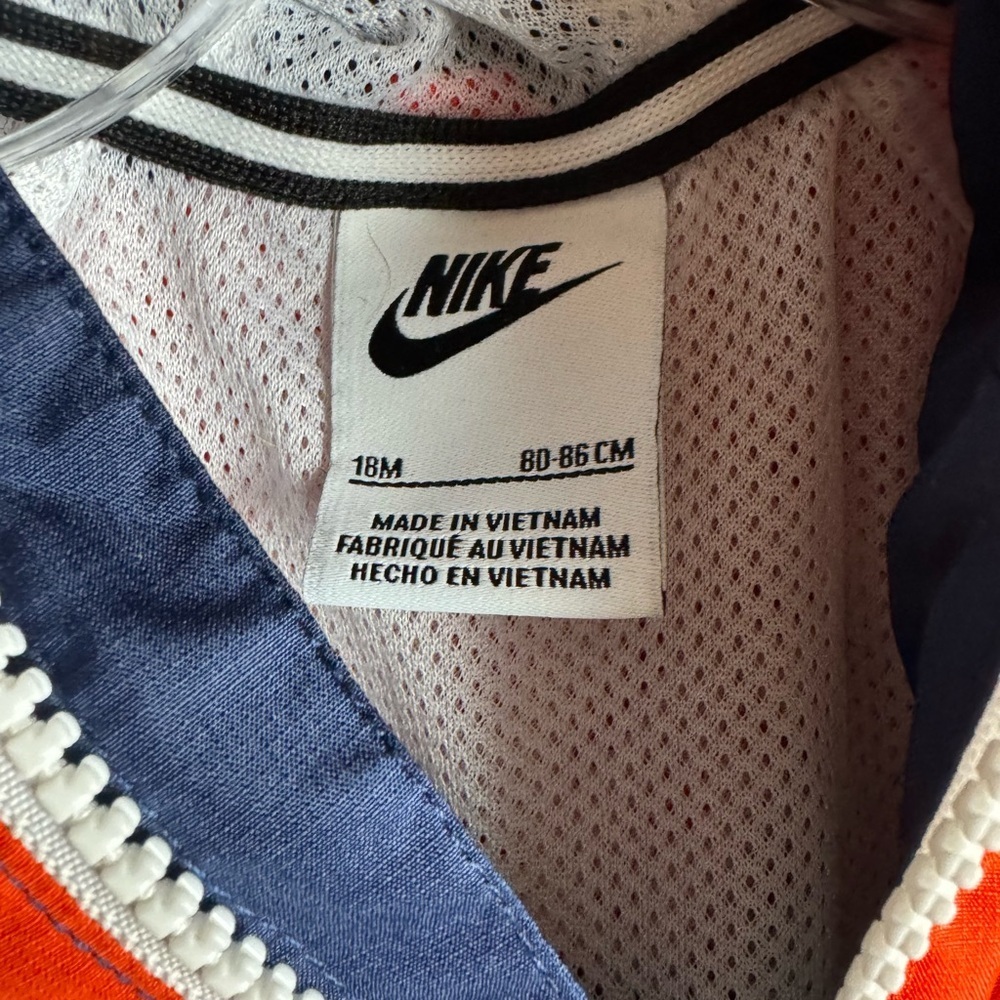 NIKE
18M 80-86 CM
MADE IN VIETNAM
FABRIQUÉ AU VIETNAM
HECHO EN VIETNAM